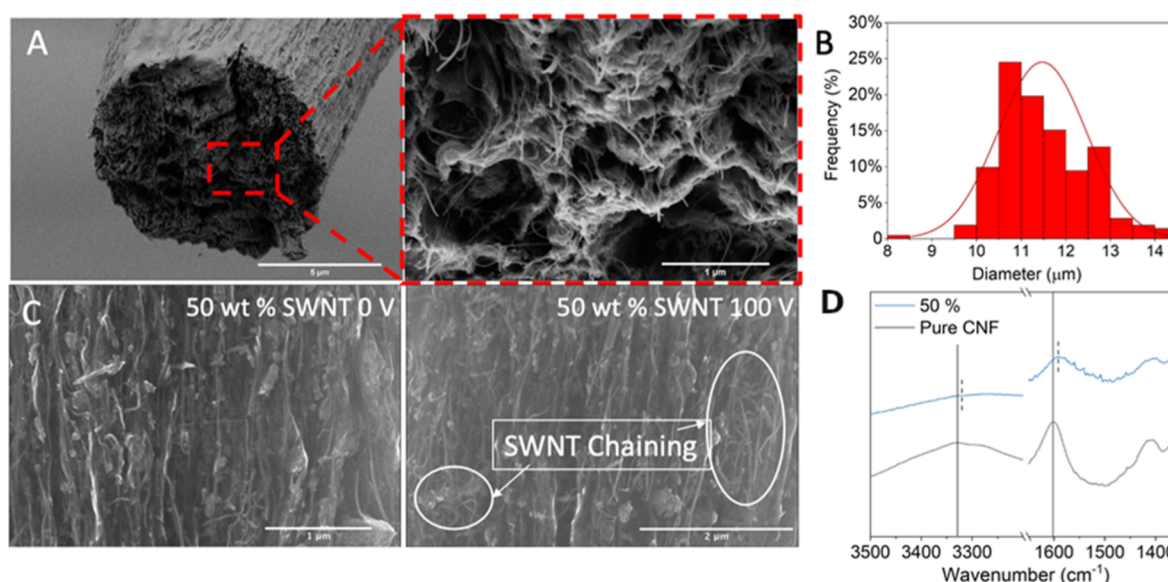 A
5 µm
1 µm
B
30%
25%
20%
15%
10%
5%
0
Frequency (%)
8 9 10 11 12 13 14
Diameter (µm)
C
50 wt % SWNT 0 V
1 µm
50 wt % SWNT 100 V
SWNT Chaining
2 µm
D
50 %
Pure CNF
3500 3400 3300 1600 1500 1400
Wavenumber (cm⁻¹)